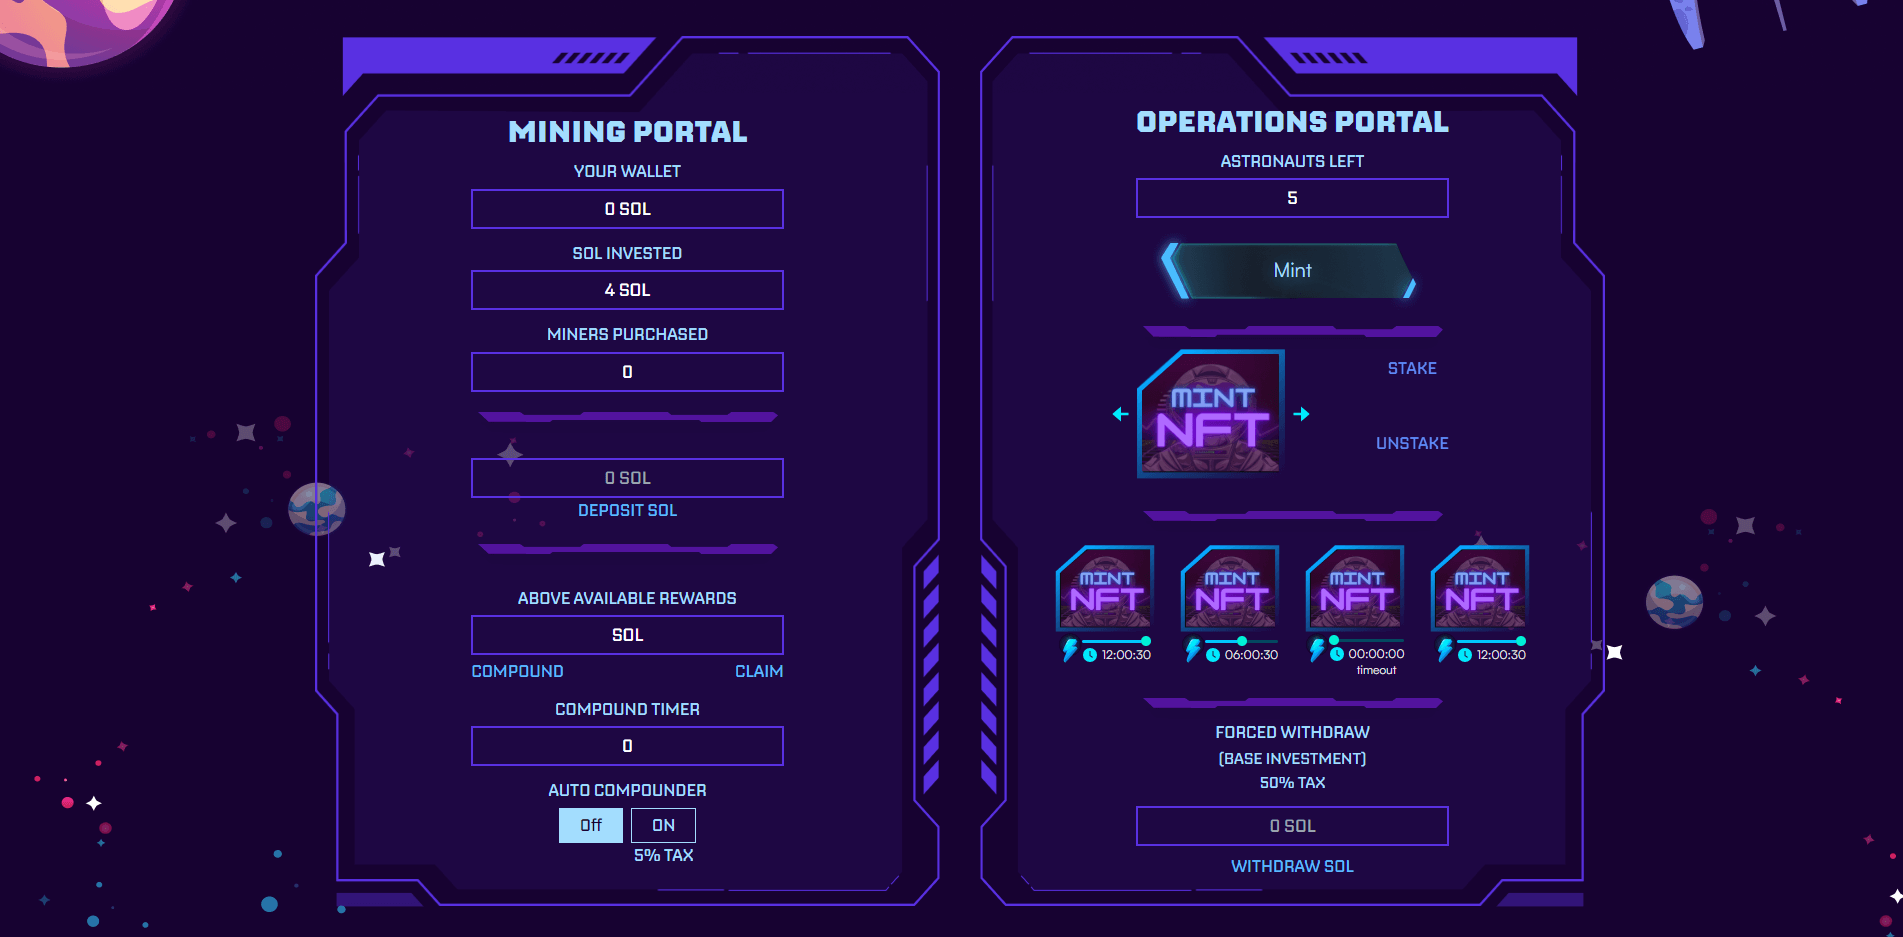 MINING PORTAL
YOUR WALLET
0 SOL
SOL INVESTED
4 SOL
MINERS PURCHASED
0
0 SOL
DEPOSIT SOL
ABOVE AVAILABLE REWARDS
SOL
COMPOUND CLAIM
COMPOUND TIMER
0
AUTO COMPOUNDER
Off ON
5% TAX
OPERATIONS PORTAL
ASTRONAUTS LEFT
5
Mint
MINT
NFT
STAKE
UNSTAKE
MINT MINT MINT MINT
NFT NFT NFT NFT
12:00:30 06:00:30 00:00:00 12:00:30
timeout
FORCED WITHDRAW
(BASE INVESTMENT)
50% TAX
0 SOL
WITHDRAW SOL